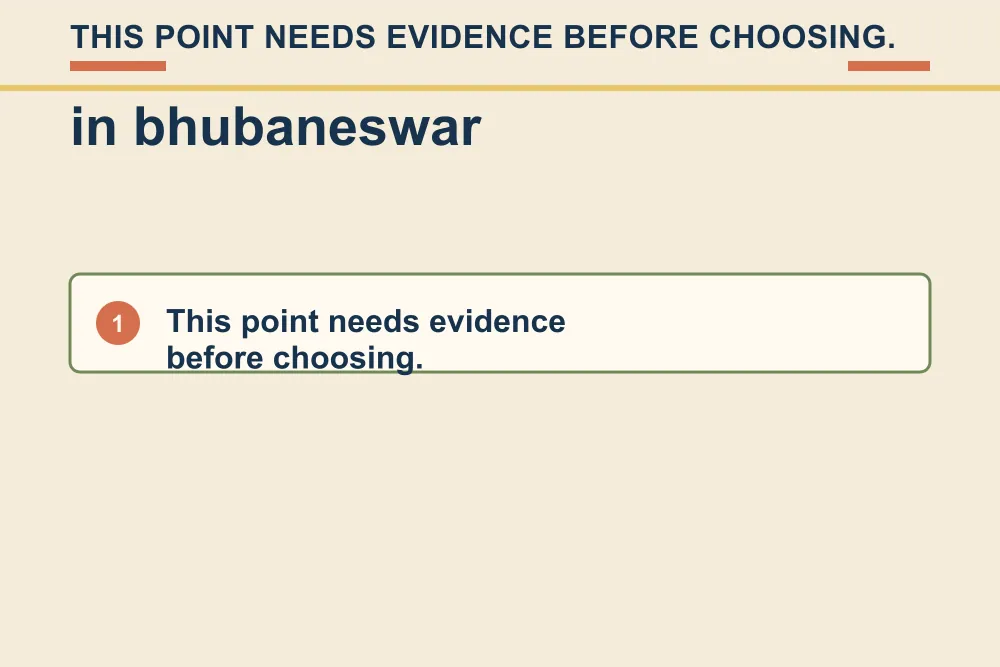 THIS POINT NEEDS EVIDENCE BEFORE CHOOSING.
in bhubaneswar
1
This point needs evidence
before choosing.